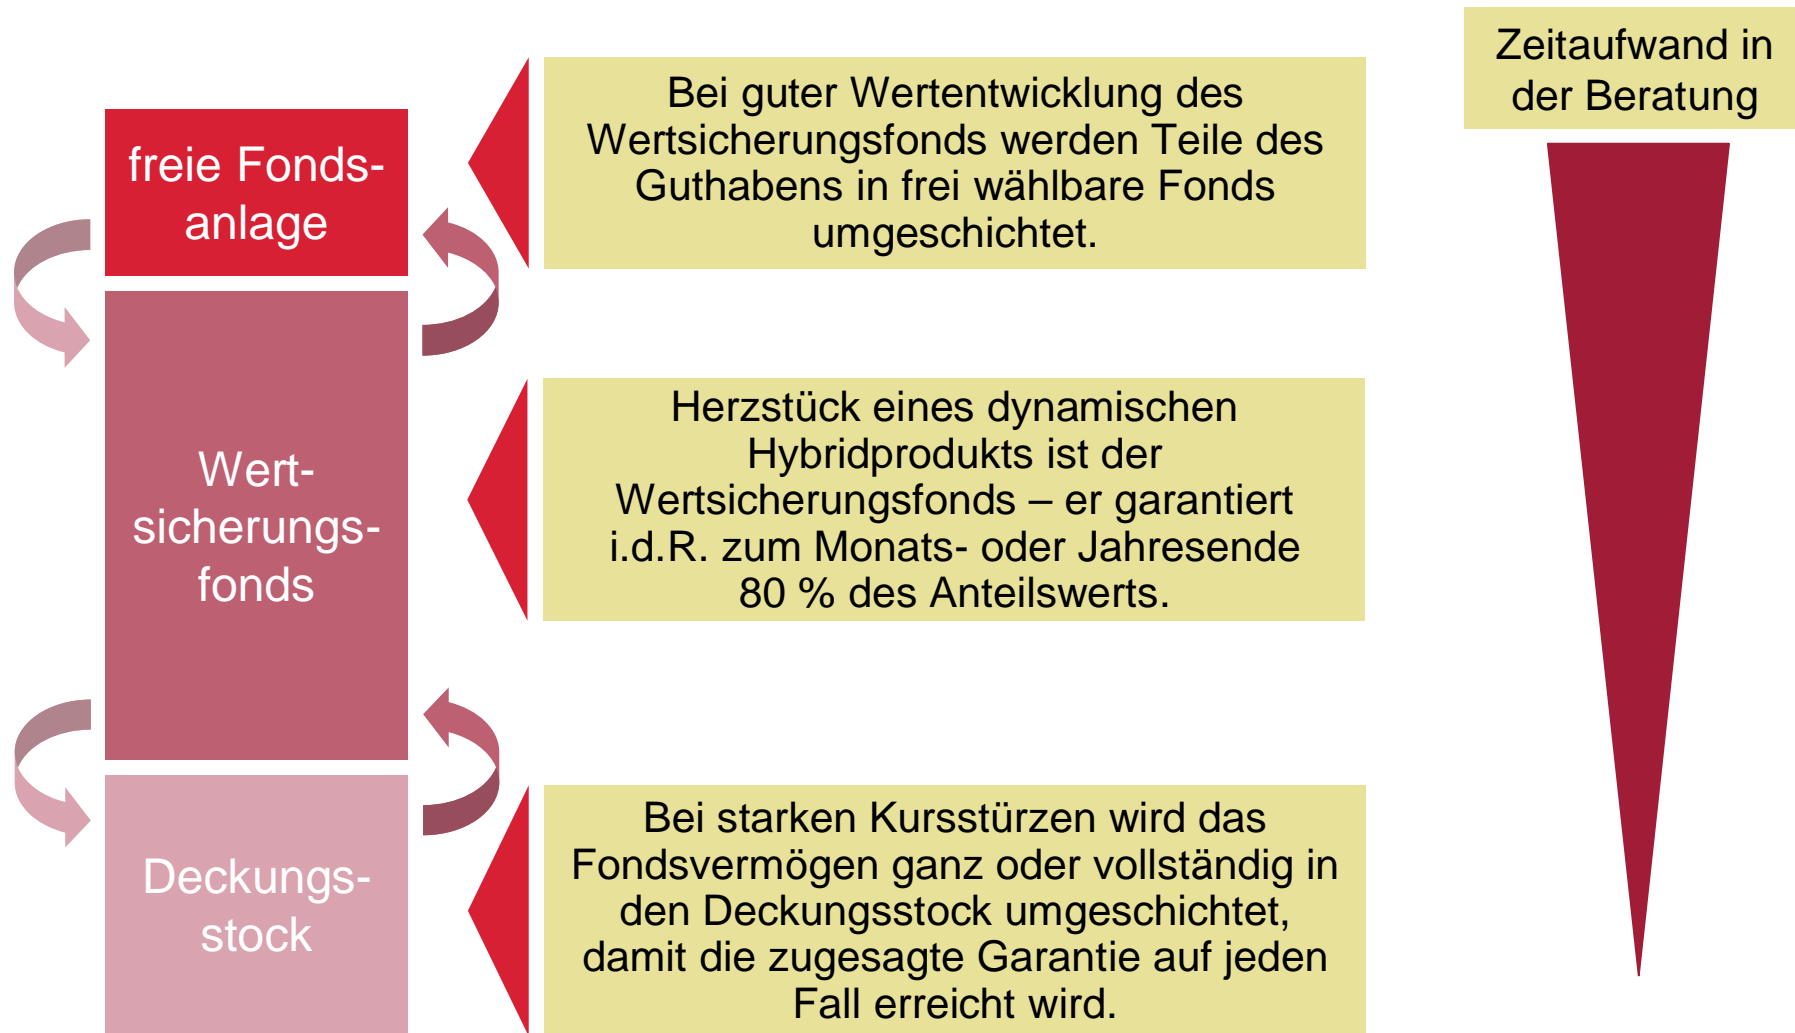 Zeitaufwand in
der Beratung
freie Fonds-
anlage
Bei guter Wertentwicklung des
Wertsicherungsfonds werden Teile des
Guthabens in frei wählbare Fonds
umgeschichtet.
Wert-
sicherungs-
fonds
Herzstück eines dynamischen
Hybridprodukts ist der
Wertsicherungsfonds – er garantiert
i.d.R. zum Monats- oder Jahresende
80 % des Anteilswerts.
Deckungs-
stock
Bei starken Kursstürzen wird das
Fondsvermögen ganz oder vollständig in
den Deckungsstock umgeschichtet,
damit die zugesagte Garantie auf jeden
Fall erreicht wird.